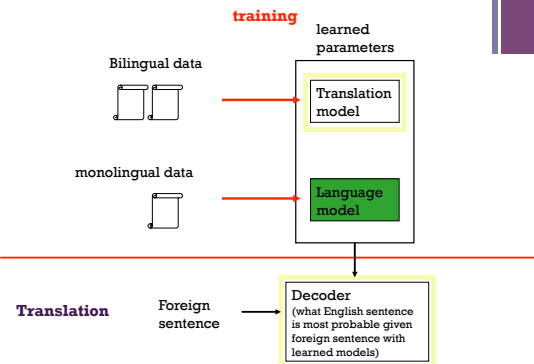 training
learned
parameters
Bilingual data
Translation
model
monolingual data
Language
model
Translation
Foreign
sentence
Decoder
(what English sentence
is most probable given
foreign sentence with
learned models)